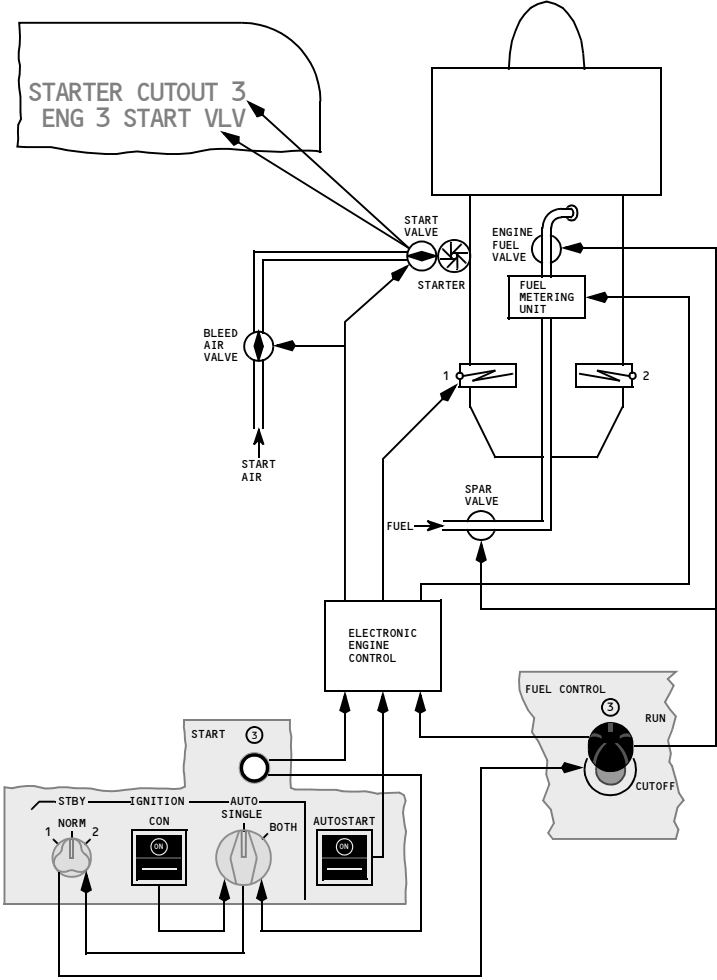 STARTER CUTOUT 3
ENG 3 START VLV
START
VALVE
STARTER
ENGINE
FUEL
VALVE
FUEL
METERING
UNIT
BLEED
AIR
VALVE
1
2
START
AIR
SPAR
VALVE
FUEL
ELECTRONIC
ENGINE
CONTROL
FUEL CONTROL
3
RUN
CUTOFF
START 3
STBY IGNITION AUTO
NORM
1 2
CON
ON
SINGLE
BOTH
AUTOSTART
ON